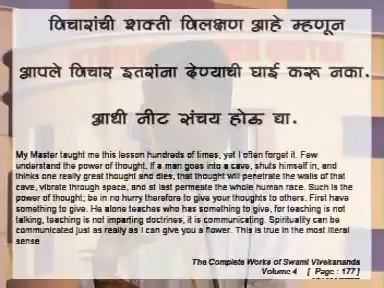 विचारांची शक्ती विलक्षण आहे म्हणून
आपले विचार इतरांना देण्याची घाई करू नका.
आधी नीट संचय होऊ द्या.
My Master taught me this lesson hundreds of times, yet I often forget it. Few
understand the power of thought. If a man goes into a cave, shuts himself in, and
thinks one really great thought and dies, that thought will penetrate the walls of that
cave, vibrate through space, and at last permeate the whole human race. Such is the
power of thought; be in no hurry therefore to give your thoughts to others. First have
something to give. He alone teaches who has something to give, for teaching is not
talking, teaching is not imparting doctrines, it is communicating. Spirituality can be
communicated just as really as I can give you a flower. This is true in the most literal
sense
The Complete Works of Swami Vivekananda
Volume 4 [ Page : 177 ]